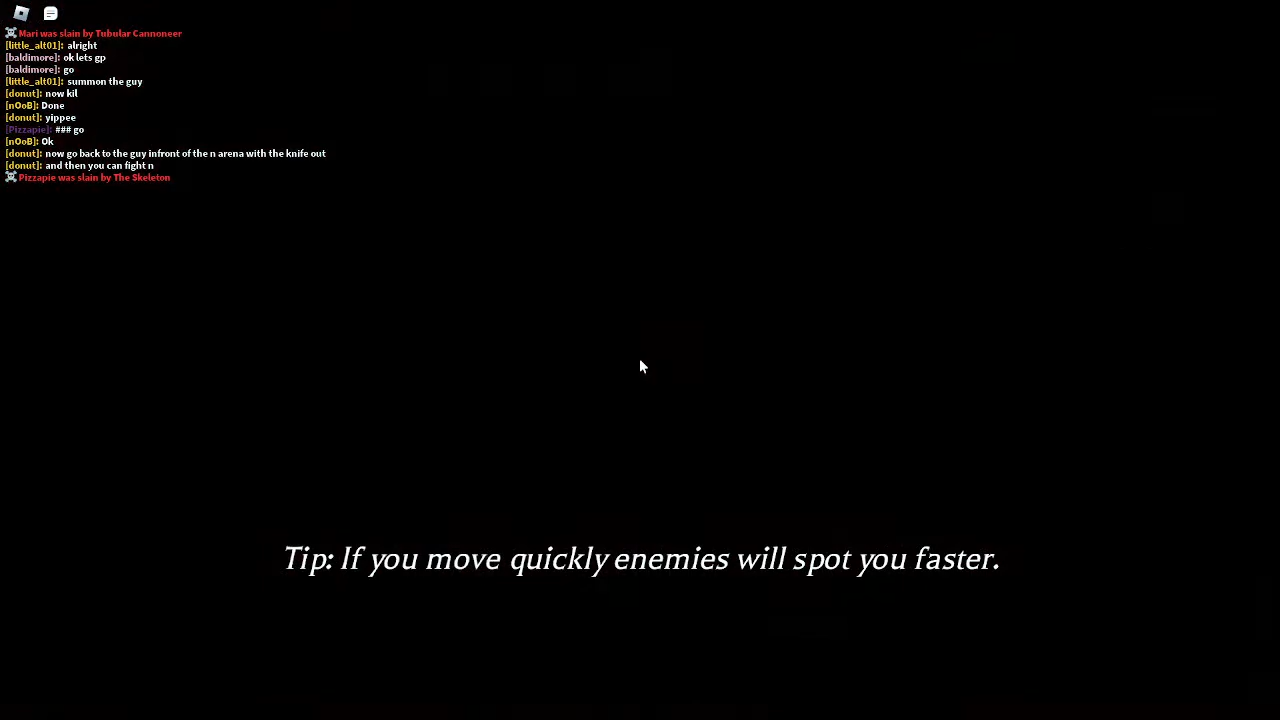 Mari was slain by Tubular Cannoneer
[little_alt01]: alright
[baldimore]: ok lets gp
[baldimore]: go
[little_alt01]: summon the guy
[donut]: now kil
[nOoB]: Done
[donut]: yippee
[Pizzapie]: ### go
[nOoB]: Ok
[donut]: now go back to the guy infront of the n arena with the knife out
[donut]: and then you can fight n
Pizzapie was slain by The Skeleton
Tip: If you move quickly enemies will spot you faster.